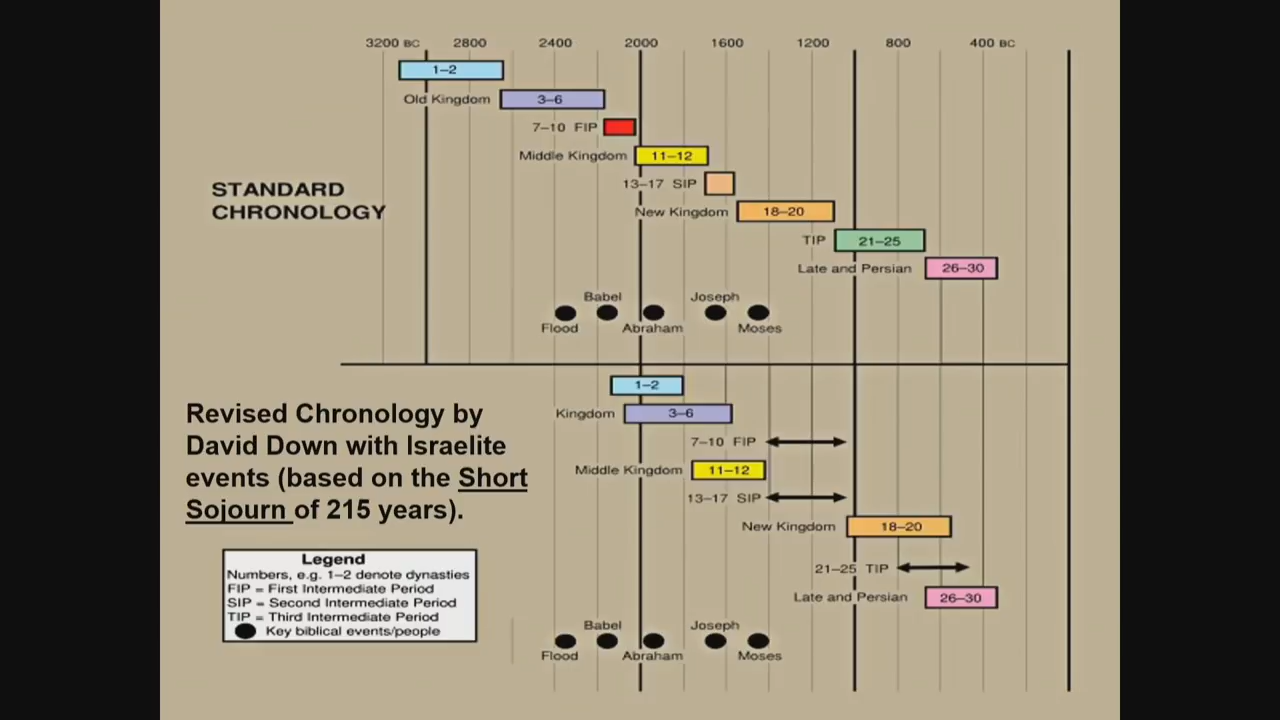 3200 BC 2800 2400 2000 1600 1200 800 400 BC
1–2
Old Kingdom 3–6
7–10 FIP
Middle Kingdom 11–12
13–17 SIP
STANDARD
CHRONOLOGY
New Kingdom 18–20
TIP 21–25
Late and Persian 26–30
Babel Joseph
Flood Abraham Moses
1–2
Kingdom 3–6
7–10 FIP
Middle Kingdom 11–12
13–17 SIP
New Kingdom 18–20
21–25 TIP
Late and Persian 26–30
Revised Chronology by
David Down with Israelite
events (based on the Short
Sojourn of 215 years).
Legend
Numbers, e.g. 1–2 denote dynasties
FIP = First Intermediate Period
SIP = Second Intermediate Period
TIP = Third Intermediate Period
Key biblical events/people
Babel Joseph
Flood Abraham Moses